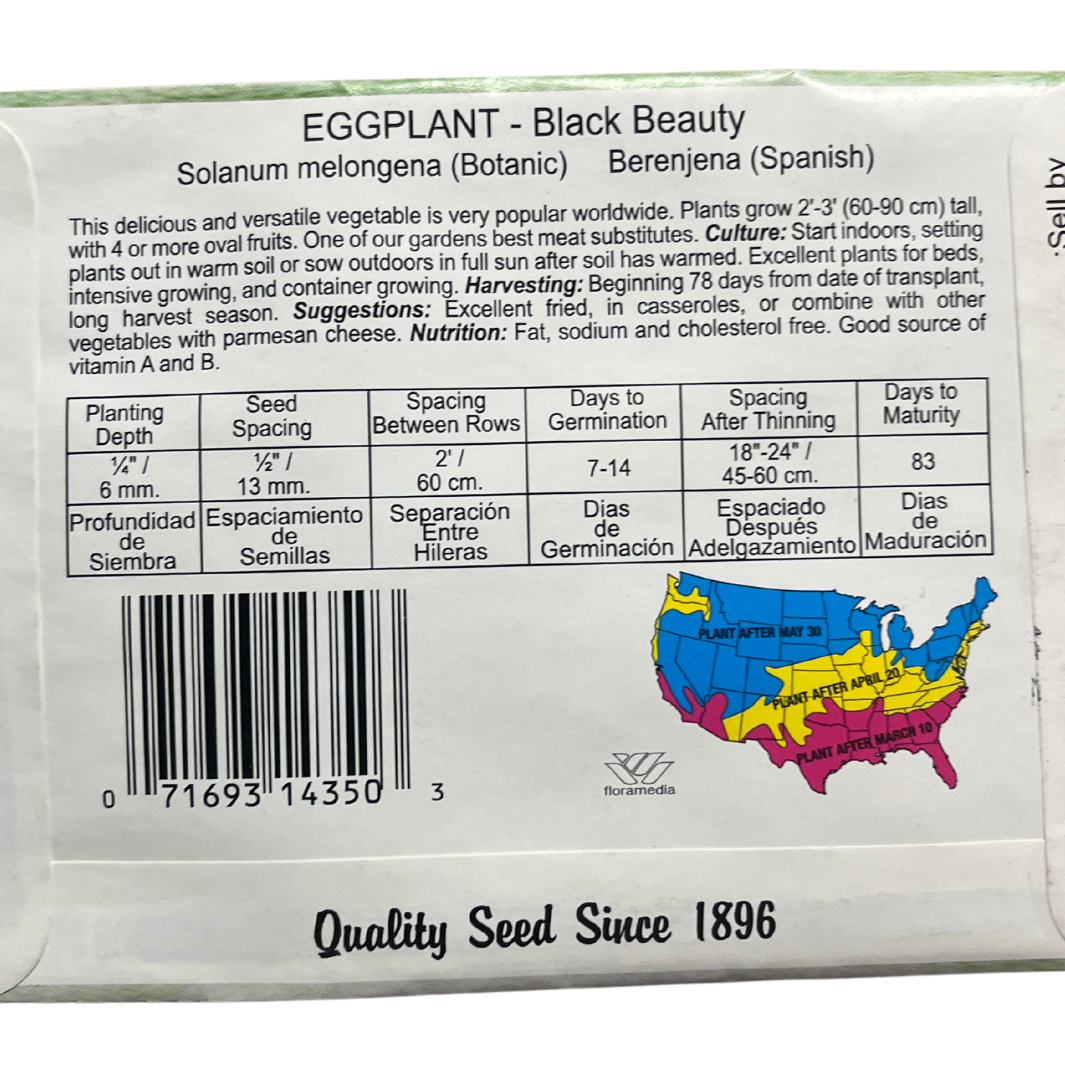 EGGPLANT - Black Beauty
Solanum melongena (Botanic) Berenjena (Spanish)
This delicious and versatile vegetable is very popular worldwide. Plants grow 2'-3' (60-90 cm) tall,
with 4 or more oval fruits. One of our gardens best meat substitutes. Culture: Start indoors, setting
plants out in warm soil or sow outdoors in full sun after soil has warmed. Excellent plants for beds,
intensive growing, and container growing. Harvesting: Beginning 78 days from date of transplant,
long harvest season. Suggestions: Excellent fried, in casseroles, or combine with other
vegetables with parmesan cheese. Nutrition: Fat, sodium and cholesterol free. Good source of
vitamin A and B.
Planting
Depth
Seed
Spacing
Spacing
Between Rows
Days to
Germination
Spacing
After Thinning
Days to
Maturity
¼" /
6 mm.
½" /
13 mm.
2' /
60 cm.
7-14
18"-24" /
45-60 cm.
83
Profundidad
de
Siembra
Espaciamiento
de
Semillas
Separación
Entre
Hileras
Dias
de
Germinación
Espaciado
Después
Adelgazamiento
Dias
de
Maduración
PLANT AFTER MAY 30
PLANT AFTER APRIL 20
PLANT AFTER MARCH 10
floramedia
0 71693 14350 3
Quality Seed Since 1896
Sell by